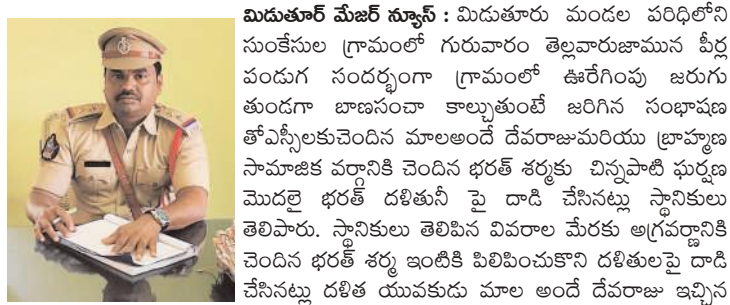 మిడుతూర్ మేజర్ న్యూస్ : మిడుతూరు మండల పరిధిలోని
సుంకేసుల గ్రామంలో గురువారం తెల్లవారుజామున పీర్ల
పండుగ సందర్భంగా గ్రామంలో ఊరేగింపు జరుగు
తుండగా బాణసంచా కాల్చుతుంటే జరిగిన సంభాషణ
తోఎస్సీలకుచెందిన మాలఅందే దేవరాజుమరియు బ్రాహ్మణ
సామాజిక వర్గానికి చెందిన భరత్ శర్మకు చిన్నపాటి ఘర్షణ
మొదలై భరత్ దళితునీ పై దాడి చేసినట్లు స్థానికులు
తెలిపారు. స్థానికులు తెలిపిన వివరాల మేరకు అగ్రవర్ణానికి
చెందిన భరత్ శర్మ ఇంటికి పిలిపించుకొని దళితులపై దాడి
చేసినట్లు దళిత యువకుడు మాల అందే దేవరాజు ఇచ్చిన